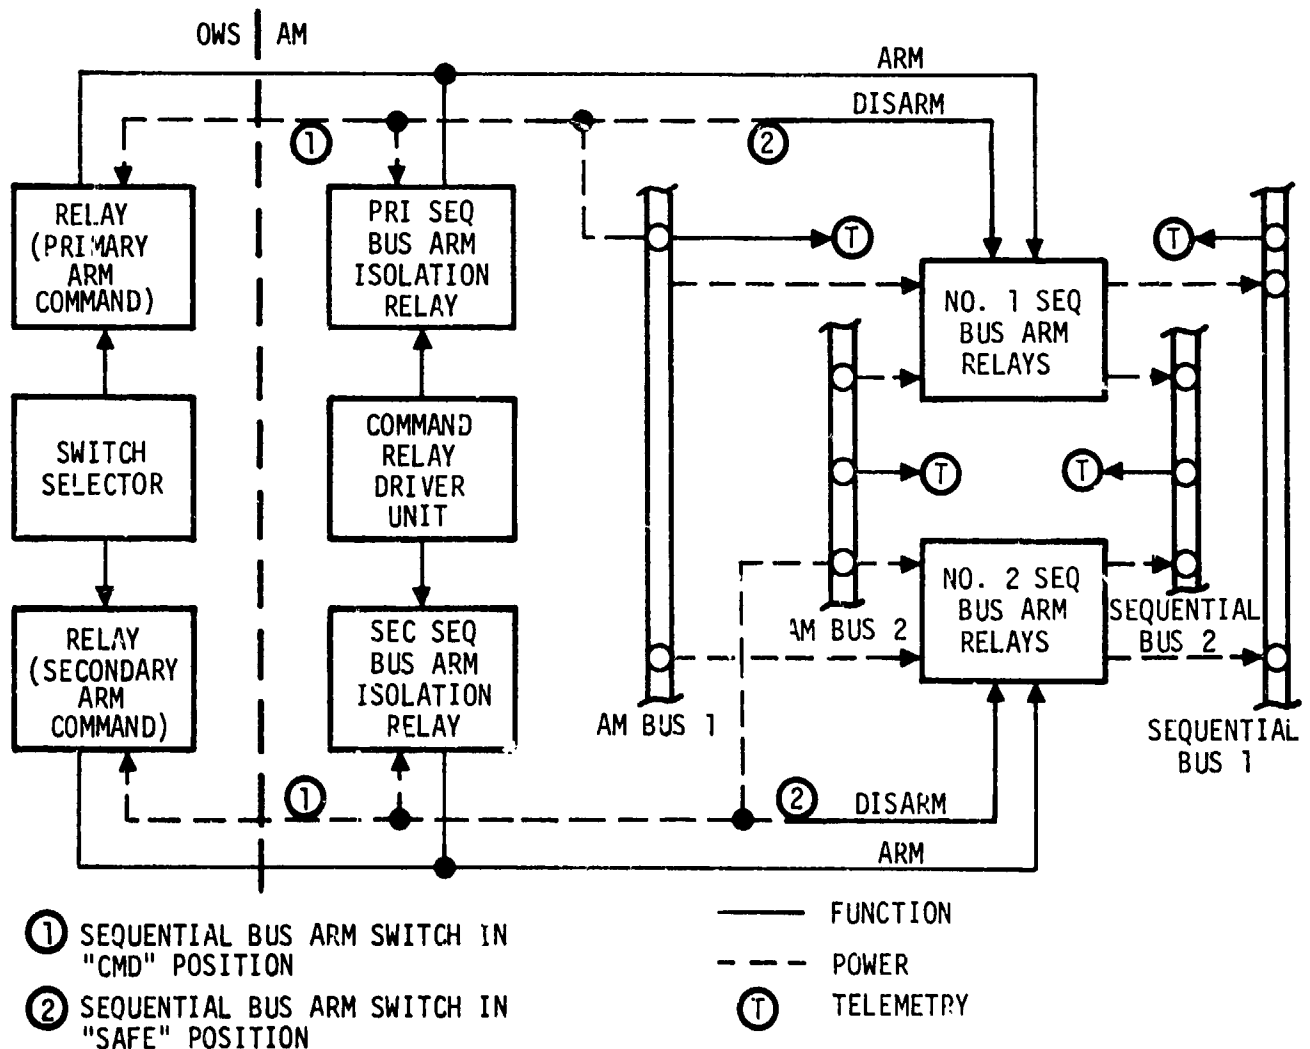 OWS AM
ARM
DISARM
1
2
RELAY
(PRIMARY
ARM
COMMAND)
PRI SEQ
BUS ARM
ISOLATION
RELAY
T
T
NO. 1 SEQ
BUS ARM
RELAYS
SWITCH
SELECTOR
COMMAND
RELAY
DRIVER
UNIT
T
T
RELAY
(SECONDARY
ARM
COMMAND)
SEC SEQ
BUS ARM
ISOLATION
RELAY
AM BUS 2
NO. 2 SEQ
BUS ARM
RELAYS
SEQUENTIAL
BUS 2
AM BUS 1
SEQUENTIAL
BUS 1
1
2
DISARM
ARM
1 SEQUENTIAL BUS ARM SWITCH IN
"CMD" POSITION
2 SEQUENTIAL BUS ARM SWITCH IN
"SAFE" POSITION
FUNCTION
POWER
T TELEMETRY